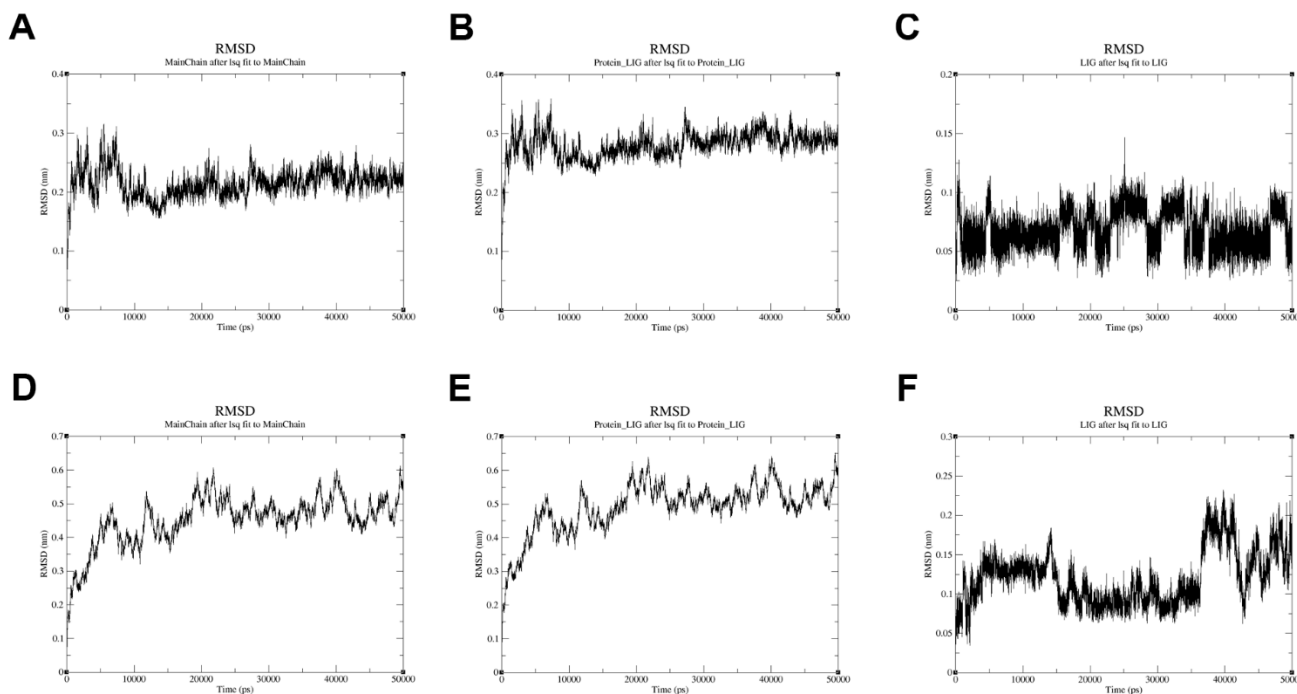 A
RMSD
MainChain after lsq fit to MainChain
0.4
0.3
0.2
0.1
0
RMSD (nm)
0 10000 20000 30000 40000 50000
Time (ps)
B
RMSD
Protein_LIG after lsq fit to Protein_LIG
0.4
0.3
0.2
0.1
0
RMSD (nm)
0 10000 20000 30000 40000 50000
Time (ps)
C
RMSD
LIG after lsq fit to LIG
0.2
0.15
0.1
0.05
0
RMSD (nm)
0 10000 20000 30000 40000 5000
Time (ps)
D
RMSD
MainChain after lsq fit to MainChain
0.7
0.6
0.5
0.4
0.3
0.2
0.1
0
RMSD (nm)
0 10000 20000 30000 40000 50000
Time (ps)
E
RMSD
Protein_LIG after lsq fit to Protein_LIG
0.7
0.6
0.5
0.4
0.3
0.2
0.1
0
RMSD (nm)
0 10000 20000 30000 40000 50000
Time (ps)
F
RMSD
LIG after lsq fit to LIG
0.3
0.25
0.2
0.15
0.1
0.05
0
RMSD (nm)
0 10000 20000 30000 40000 5000
Time (ps)